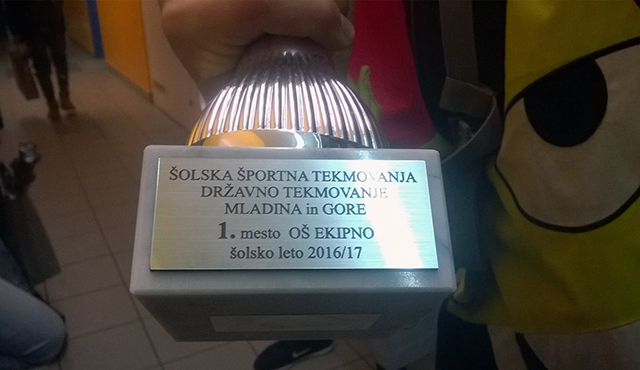 ŠOLSKA ŠPORTNA TEKMOVANJA
DRŽAVNO TEKMOVANJE
MLADINA in GORE
1. mesto OŠ EKIPNO
šolsko leto 2016/17